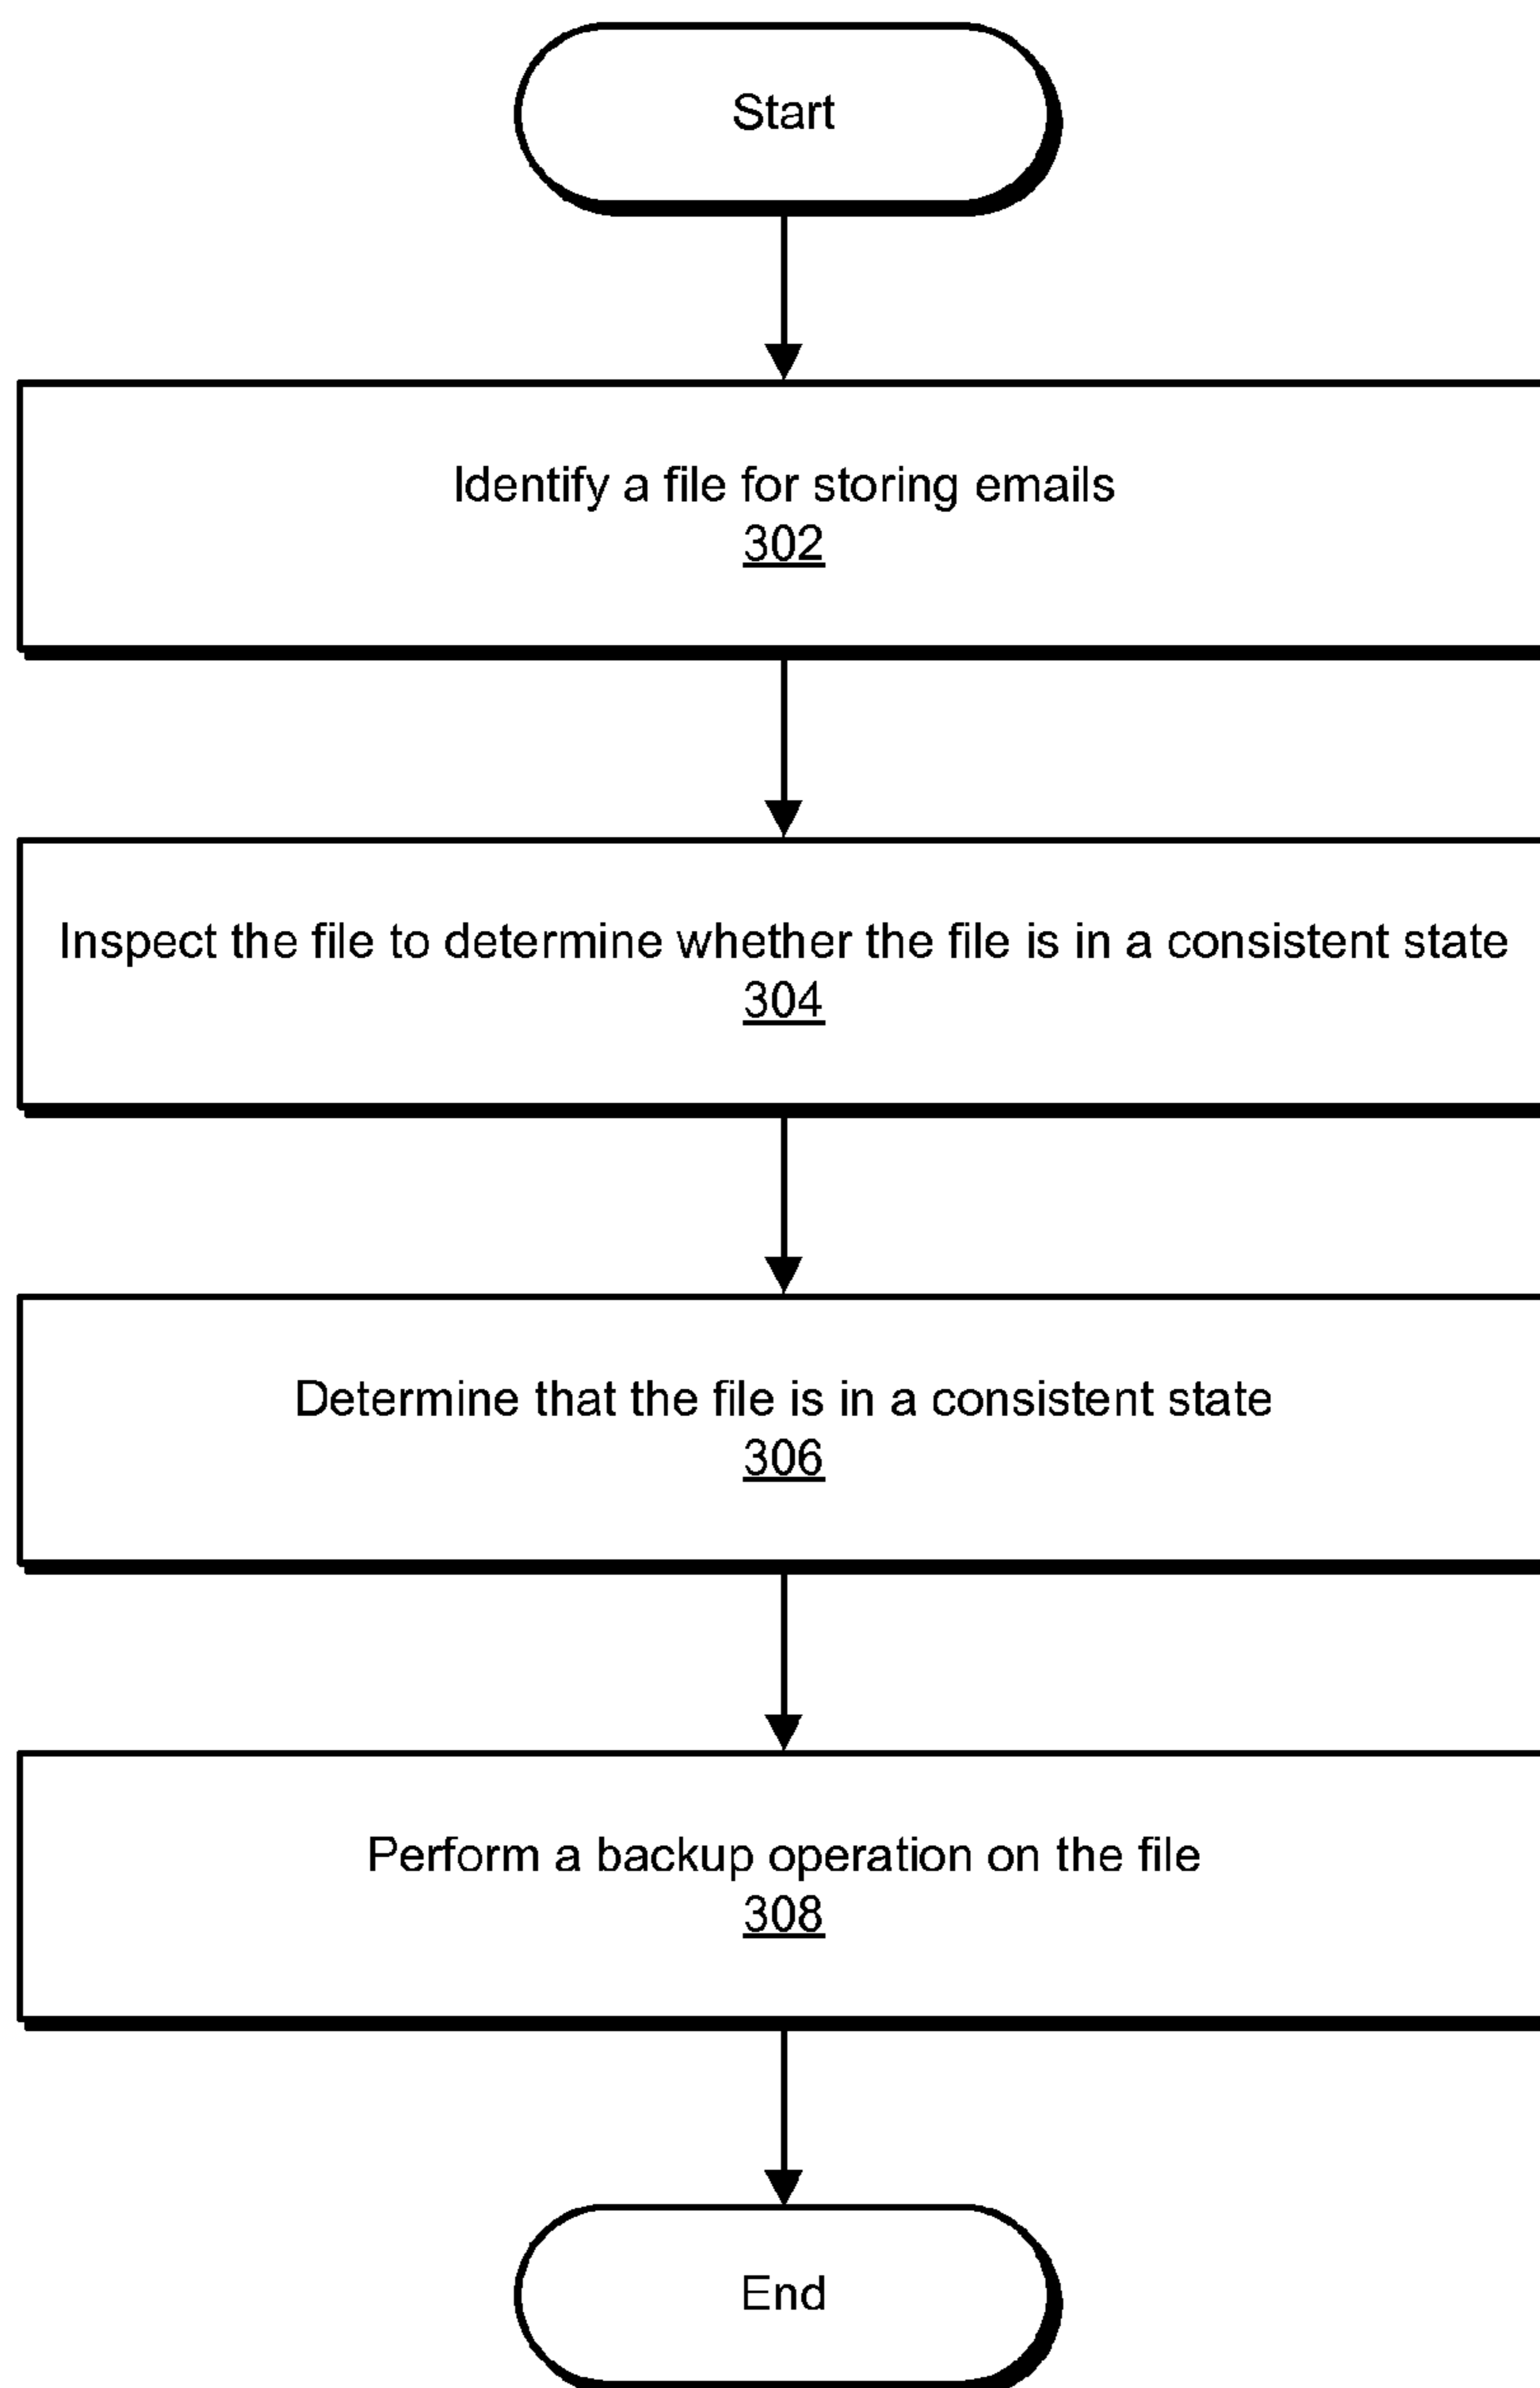 Start
Identify a file for storing emails
302
Inspect the file to determine whether the file is in a consistent state
304
Determine that the file is in a consistent state
306
Perform a backup operation on the file
308
End